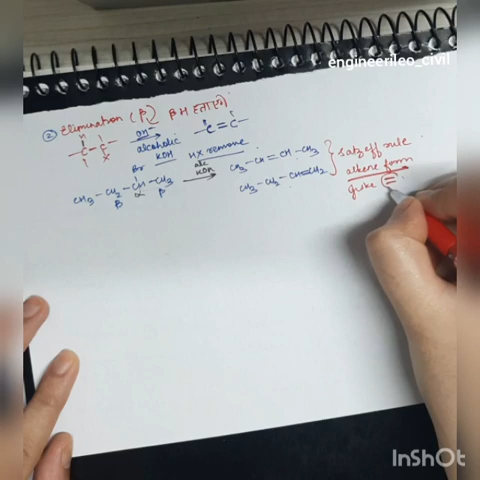 engineerileo_civil
② Elimination (β) β H हटाएंगे
H
-C-C- OH⁻ alcoholic KOH -C=C-
X
HX remove
Br
CH3-CH2-CH-CH3 alc KOH CH3-CH=CH-CH3
β α β
CH3-CH2-CH=CH2
satzeff rule
alkene form
(=)
InShOt